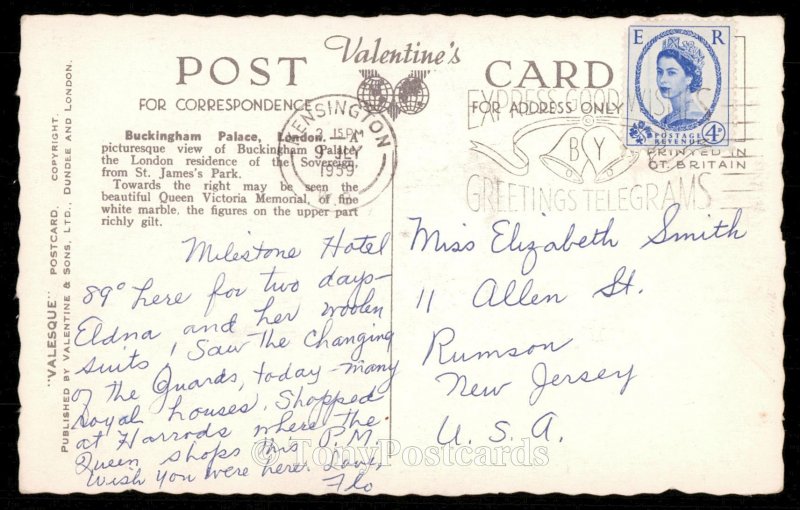 POST CARD
Valentine's
FOR CORRESPONDENCE
FOR ADDRESS ONLY
E R
POSTAGE
REVENUE
4D
PRINTED IN
GT. BRITAIN
KENSINGTON
2.15PM
9 JLY
1959
EXPRESS GOOD WISHES
BY
GREETINGS TELEGRAMS
Buckingham Palace, London. A
picturesque view of Buckingham Palace,
the London residence of the Sovereign,
from St. James's Park.
Towards the right may be seen the
beautiful Queen Victoria Memorial, of fine
white marble, the figures on the upper part
richly gilt.
"VALESQUE" POSTCARD. COPYRIGHT.
PUBLISHED BY VALENTINE & SONS, LTD., DUNDEE AND LONDON.
Milestone Hotel
89° here for two days-
Eldna and her woolen
suits! Saw the Changing
of the Guards, today-many
royal houses. Shopped
at Harrods where the
Queen shops this P.M.
Wish you were here. Love,
Flo
Miss Elizabeth Smith
11 Allen St.
Rumson
New Jersey
U.S.A.
© TonyPostcards